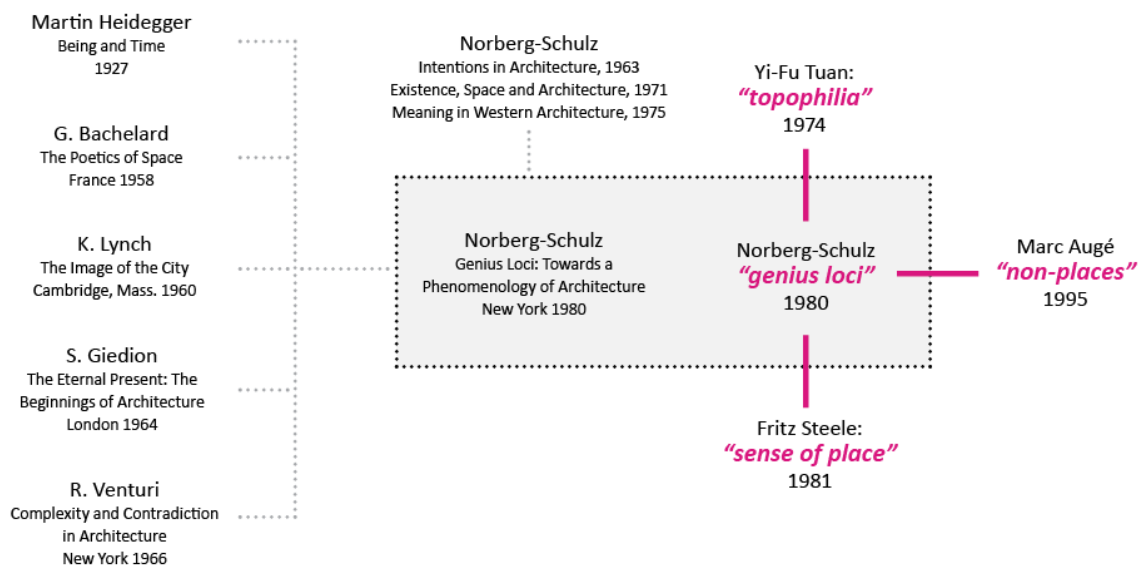 Martin Heidegger
Being and Time
1927
G. Bachelard
The Poetics of Space
France 1958
K. Lynch
The Image of the City
Cambridge, Mass. 1960
S. Giedion
The Eternal Present: The
Beginnings of Architecture
London 1964
R. Venturi
Complexity and Contradiction
in Architecture
New York 1966
Norberg-Schulz
Intentions in Architecture, 1963
Existence, Space and Architecture, 1971
Meaning in Western Architecture, 1975
Norberg-Schulz
Genius Loci: Towards a
Phenomenology of Architecture
New York 1980
Yi-Fu Tuan:
“topophilia”
1974
Norberg-Schulz
“genius loci”
1980
Fritz Steele:
“sense of place”
1981
Marc Augé
“non-places”
1995